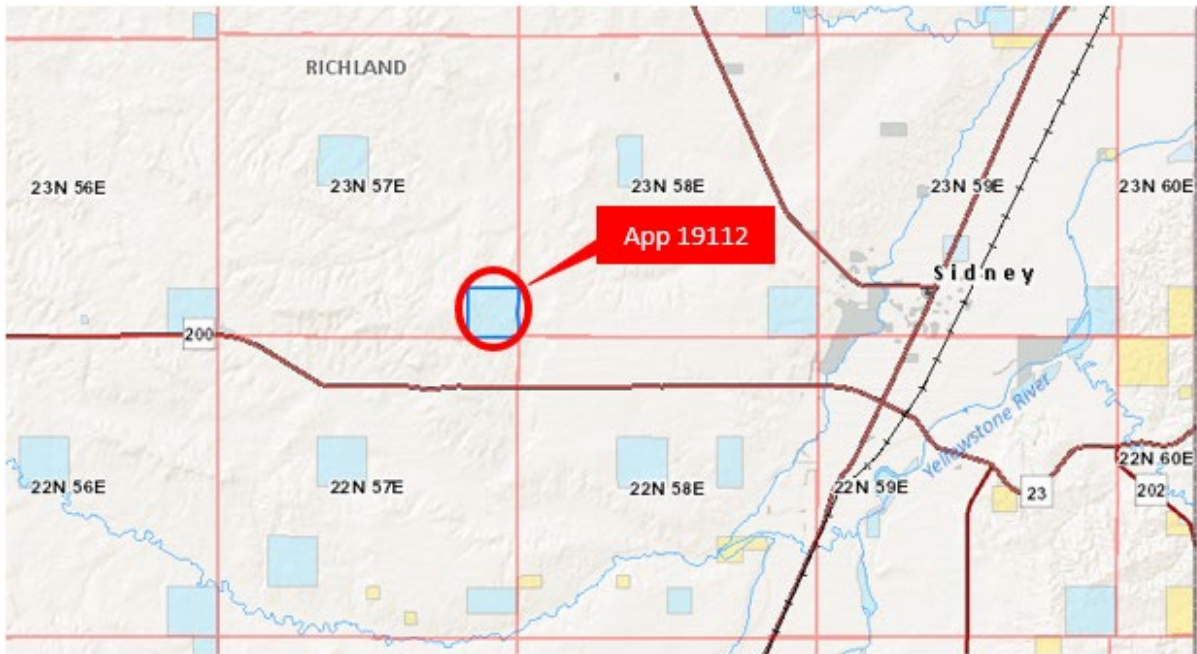 RICHLAND
23N 56E
23N 57E
23N 58E
23N 59E
23N 60E
App 19112
Sidney
200
Yellowstone River
22N 56E
22N 57E
22N 58E
22N 59E
22N 60E
23
202